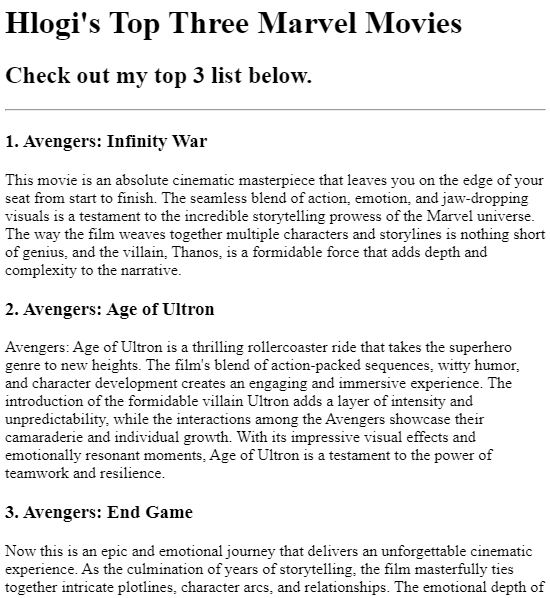 Hlogi's Top Three Marvel Movies
Check out my top 3 list below.
1. Avengers: Infinity War
This movie is an absolute cinematic masterpiece that leaves you on the edge of your
seat from start to finish. The seamless blend of action, emotion, and jaw-dropping
visuals is a testament to the incredible storytelling prowess of the Marvel universe.
The way the film weaves together multiple characters and storylines is nothing short
of genius, and the villain, Thanos, is a formidable force that adds depth and
complexity to the narrative.
2. Avengers: Age of Ultron
Avengers: Age of Ultron is a thrilling rollercoaster ride that takes the superhero
genre to new heights. The film's blend of action-packed sequences, witty humor,
and character development creates an engaging and immersive experience. The
introduction of the formidable villain Ultron adds a layer of intensity and
unpredictability, while the interactions among the Avengers showcase their
camaraderie and individual growth. With its impressive visual effects and
emotionally resonant moments, Age of Ultron is a testament to the power of
teamwork and resilience.
3. Avengers: End Game
Now this is an epic and emotional journey that delivers an unforgettable cinematic
experience. As the culmination of years of storytelling, the film masterfully ties
together intricate plotlines, character arcs, and relationships. The emotional depth of